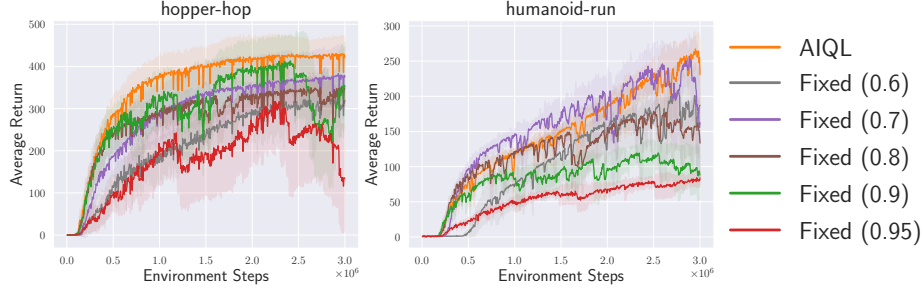 hopper-hop
500
400
300
200
100
0
Average Return
0.0 0.5 1.0 1.5 2.0 2.5 3.0
Environment Steps
×10⁶
humanoid-run
300
250
200
150
100
50
0
Average Return
0.0 0.5 1.0 1.5 2.0 2.5 3.0
Environment Steps
×10⁶
AIQL
Fixed (0.6)
Fixed (0.7)
Fixed (0.8)
Fixed (0.9)
Fixed (0.95)